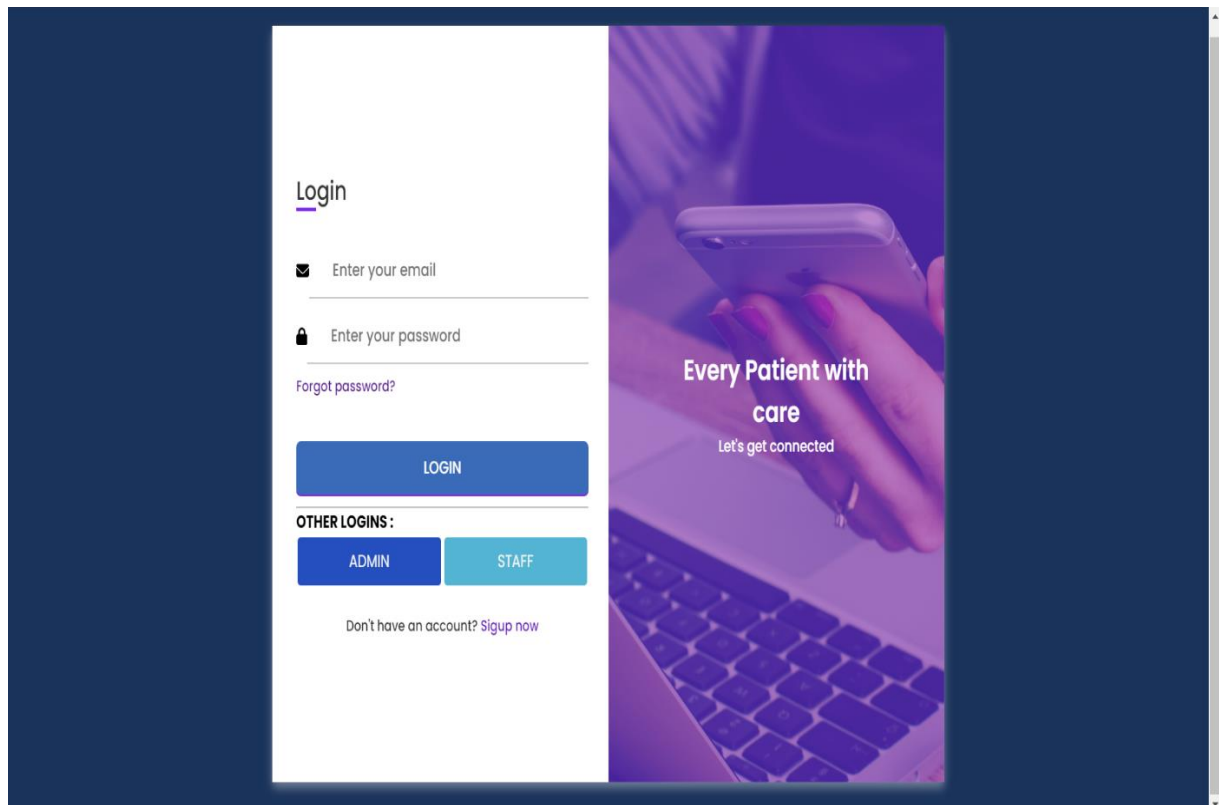 Login
Enter your email
Enter your password
Forgot password?
LOGIN
OTHER LOGINS :
ADMIN STAFF
Don't have an account? Sigup now
Every Patient with
care
Let's get connected